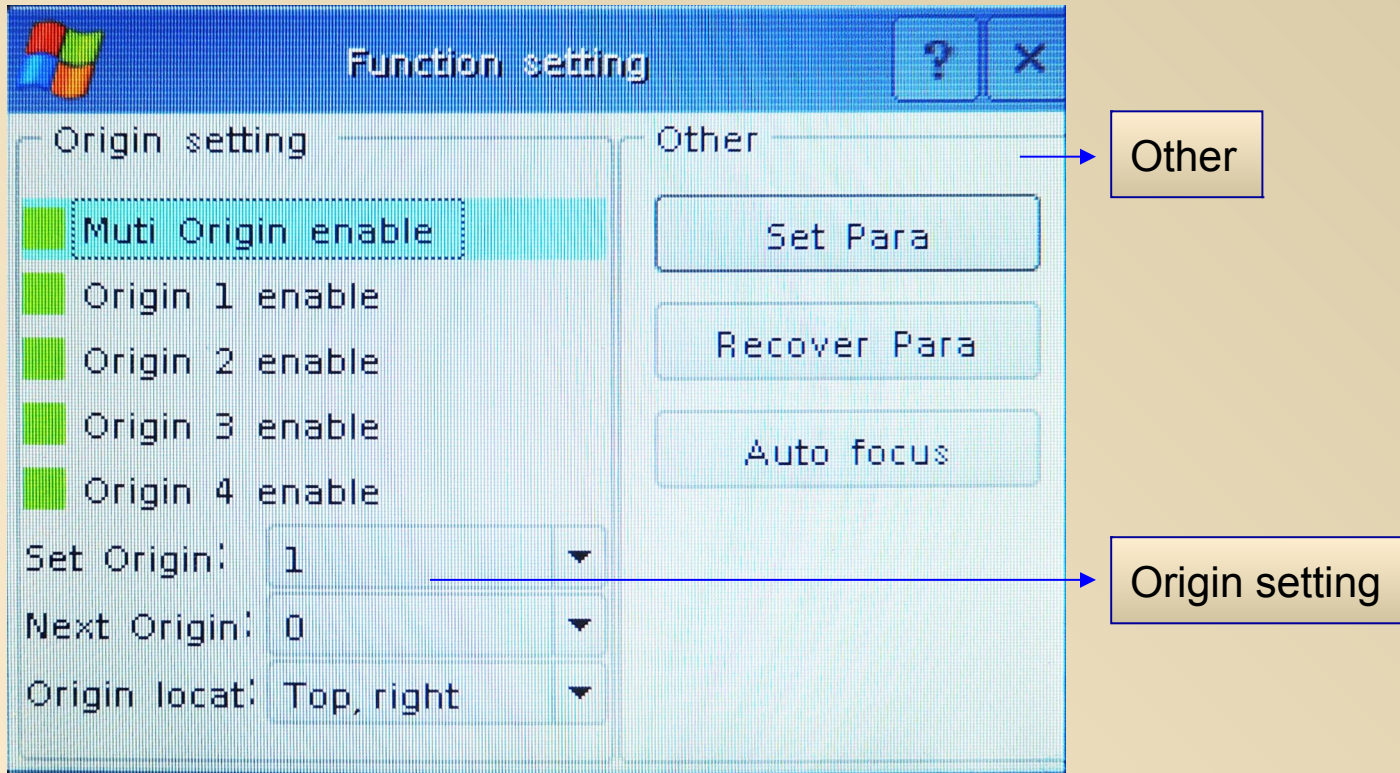 Function setting
?
×
Origin setting
Other
Muti Origin enable
Origin 1 enable
Origin 2 enable
Origin 3 enable
Origin 4 enable
Set Origin: 1
Next Origin: 0
Origin locat: Top, right
Set Para
Recover Para
Auto focus
Other
Origin setting